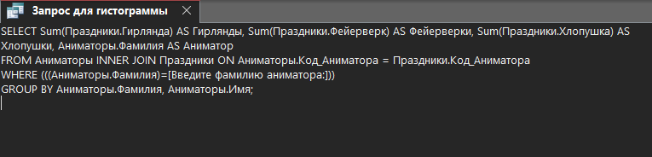 Запрос для гистограммы
SELECT Sum(Праздники.Гирлянда) AS Гирлянды, Sum(Праздники.Фейерверк) AS Фейерверки, Sum(Праздники.Хлопушка) AS
Хлопушки, Аниматоры.Фамилия AS Аниматор
FROM Аниматоры INNER JOIN Праздники ON Аниматоры.Код_Аниматора = Праздники.Код_Аниматора
WHERE (((Аниматоры.Фамилия)=[Введите фамилию аниматора:]))
GROUP BY Аниматоры.Фамилия, Аниматоры.Имя;